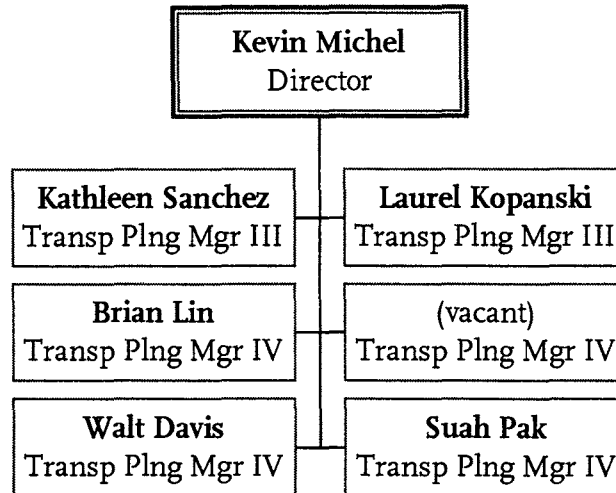 Kevin Michel
Director
Kathleen Sanchez
Transp Plng Mgr III
Laurel Kopanski
Transp Plng Mgr III
Brian Lin
Transp Plng Mgr IV
(vacant)
Transp Plng Mgr IV
Walt Davis
Transp Plng Mgr IV
Suah Pak
Transp Plng Mgr IV